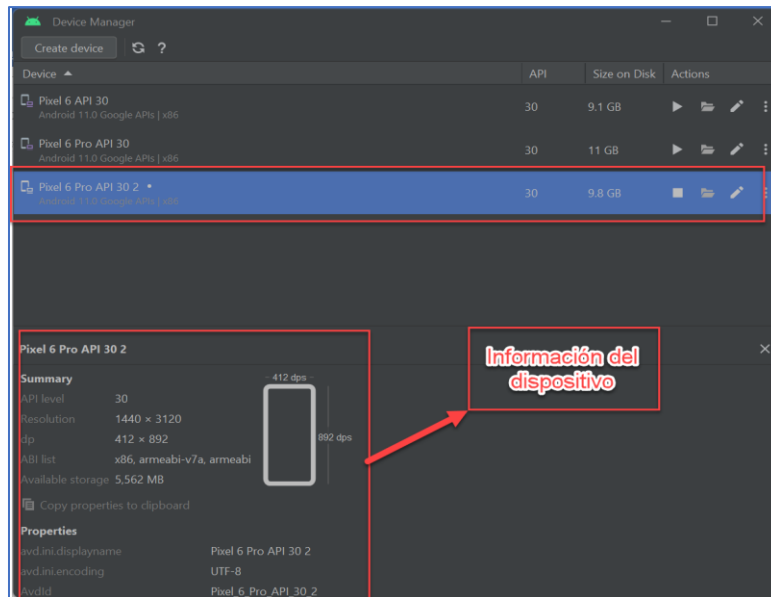 Device Manager
Create device ?
Device API Size on Disk Actions
Pixel 6 API 30 30 9.1 GB
Android 11.0 Google APIs | x86
Pixel 6 Pro API 30 30 11 GB
Android 11.0 Google APIs | x86
Pixel 6 Pro API 30 2 30 9.8 GB
Android 11.0 Google APIs | x86
Pixel 6 Pro API 30 2
Información del
dispositivo
Summary
412 dps
API level 30
Resolution 1440 × 3120
dp 412 × 892
892 dps
ABI list x86, armeabi-v7a, armeabi
Available storage 5,562 MB
Copy properties to clipboard
Properties
avd.ini.displayname Pixel 6 Pro API 30 2
avd.ini.encoding UTF-8
AvdId Pixel_6_Pro_API_30_2